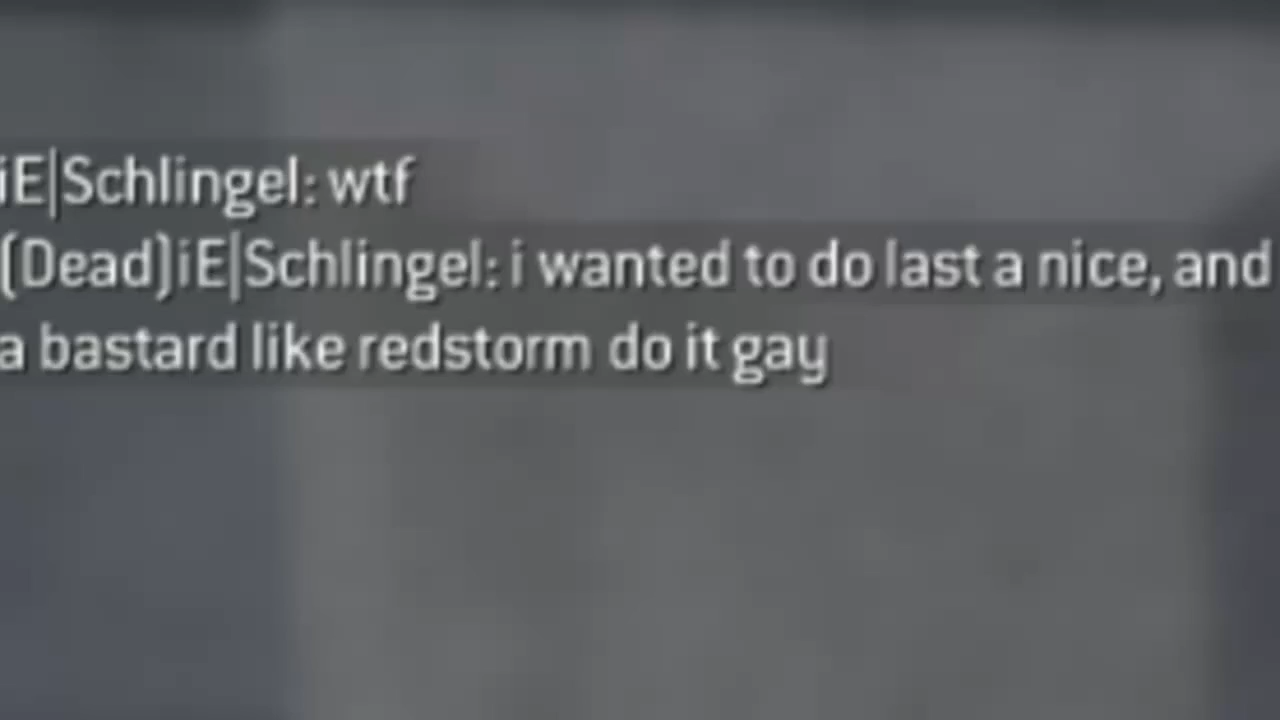 iE|Schlingel: wtf
(Dead)iE|Schlingel: i wanted to do last a nice, and
a bastard like redstorm do it gay